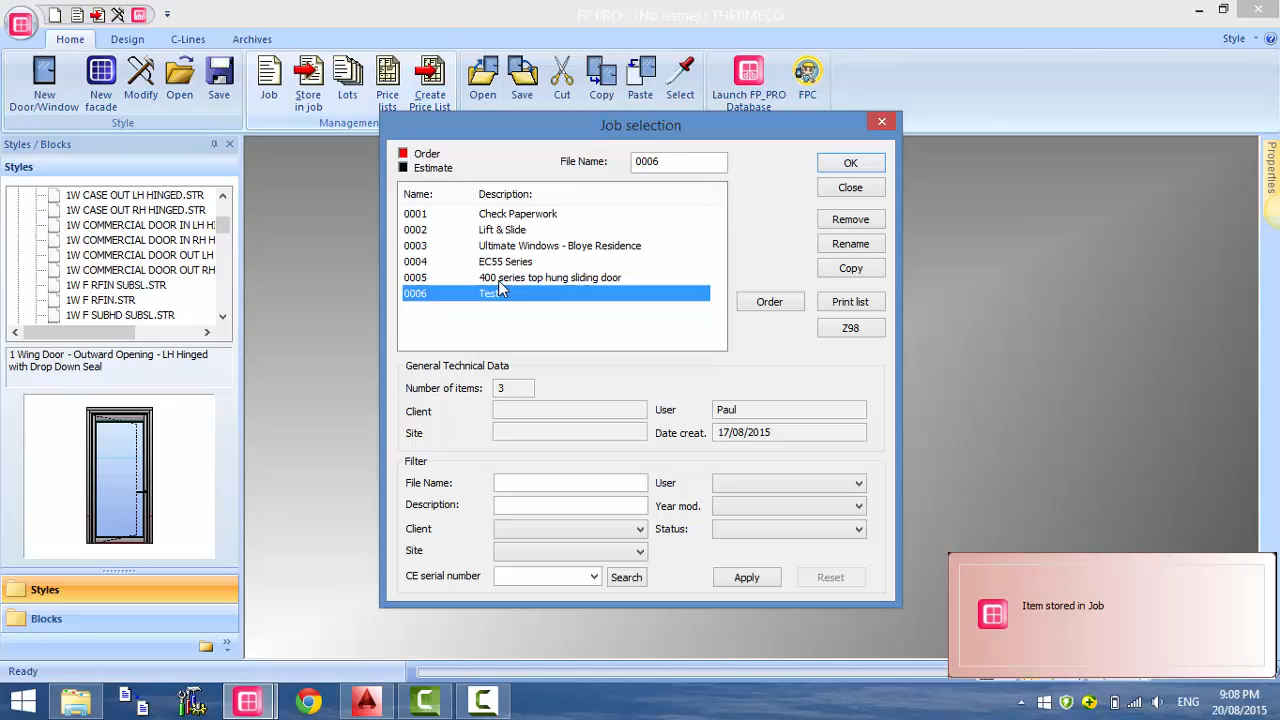 FP PRO - (No name) : THERMECO
Home Design C-Lines Archives
Style
New Door/Window
New facade
Modify
Open
Save
Job
Store in job
Lots
Price lists
Create Price List
Open
Save
Cut
Copy
Paste
Select
Launch FP_PRO Database
FPC
Style
Job selection
Order
Estimate
File Name: 0006
OK
Close
Remove
Rename
Copy
Order
Print list
Z98
Name: Description:
0001 Check Paperwork
0002 Lift & Slide
0003 Ultimate Windows - Bloye Residence
0004 EC55 Series
0005 400 series top hung sliding door
0006
General Technical Data
Number of items: 3
Client
User Paul
Site
Date creat. 17/08/2015
Filter
File Name:
User
Description:
Year mod.
Client
Status:
Site
CE serial number
Search
Apply
Reset
Styles / Blocks
Styles
1W CASE OUT LH HINGED.STR
1W CASE OUT RH HINGED.STR
1W COMMERCIAL DOOR IN LH H
1W COMMERCIAL DOOR IN RH H
1W COMMERCIAL DOOR OUT LH
1W COMMERCIAL DOOR OUT RH
1W F RFIN SUBSL.STR
1W F RFIN.STR
1W F SUBHD SUBSL.STR
1 Wing Door - Outward Opening - LH Hinged
with Drop Down Seal
Styles
Blocks
Ready
Properties
Item stored in Job
ENG
9:08 PM
20/08/2015